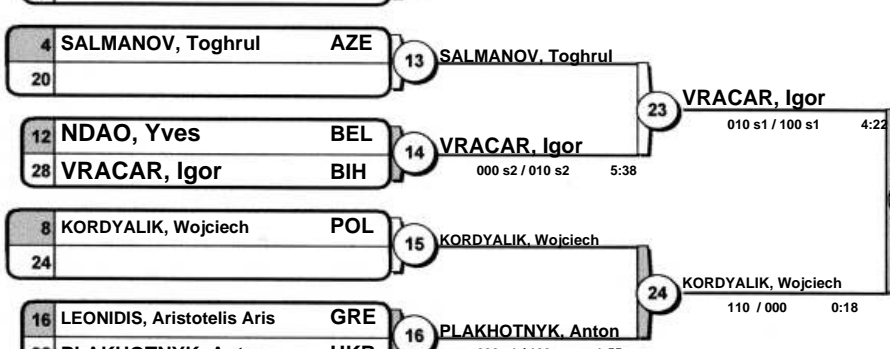 4 SALMANOV, Toghrul AZE
20
13
SALMANOV, Toghrul
12 NDAO, Yves BEL
28 VRACAR, Igor BIH
14
VRACAR, Igor
000 s2 / 010 s2 5:38
23
VRACAR, Igor
010 s1 / 100 s1 4:22
8 KORDYALIK, Wojciech POL
24
15
KORDYALIK, Wojciech
16 LEONIDIS, Aristotelis Aris GRE
PLAKHOTNYK, Anton UKR
16
PLAKHOTNYK, Anton
24
KORDYALIK, Wojciech
110 / 000 0:18